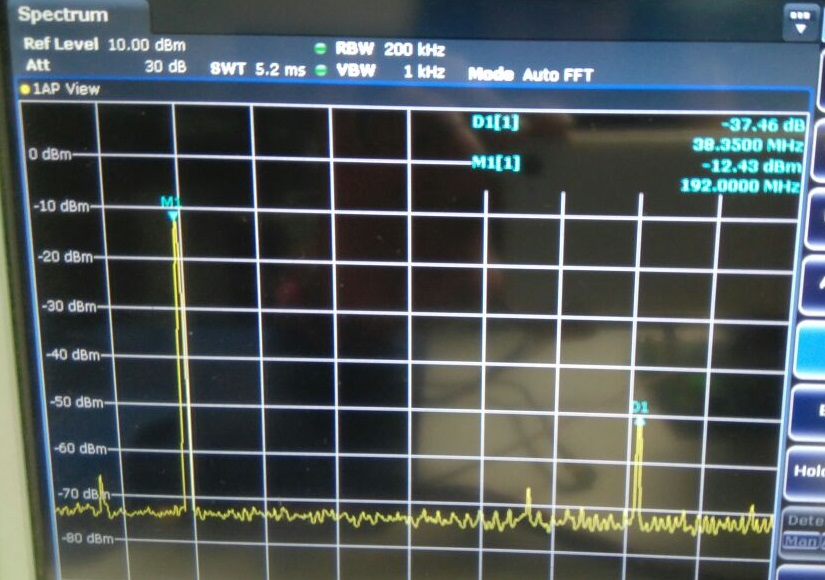 Spectrum
Ref Level 10.00 dBm RBW 200 kHz
Att 30 dB SWT 5.2 ms VBW 1 kHz Mode Auto FFT
1AP View
D1[1] -37.46 dB
38.3500 MHz
M1[1] -12.43 dBm
192.0000 MHz
0 dBm
M1
-10 dBm
-20 dBm
-30 dBm
-40 dBm
-50 dBm
D1
-60 dBm
-70 dBm
-80 dBm
Hol
Dete
Man